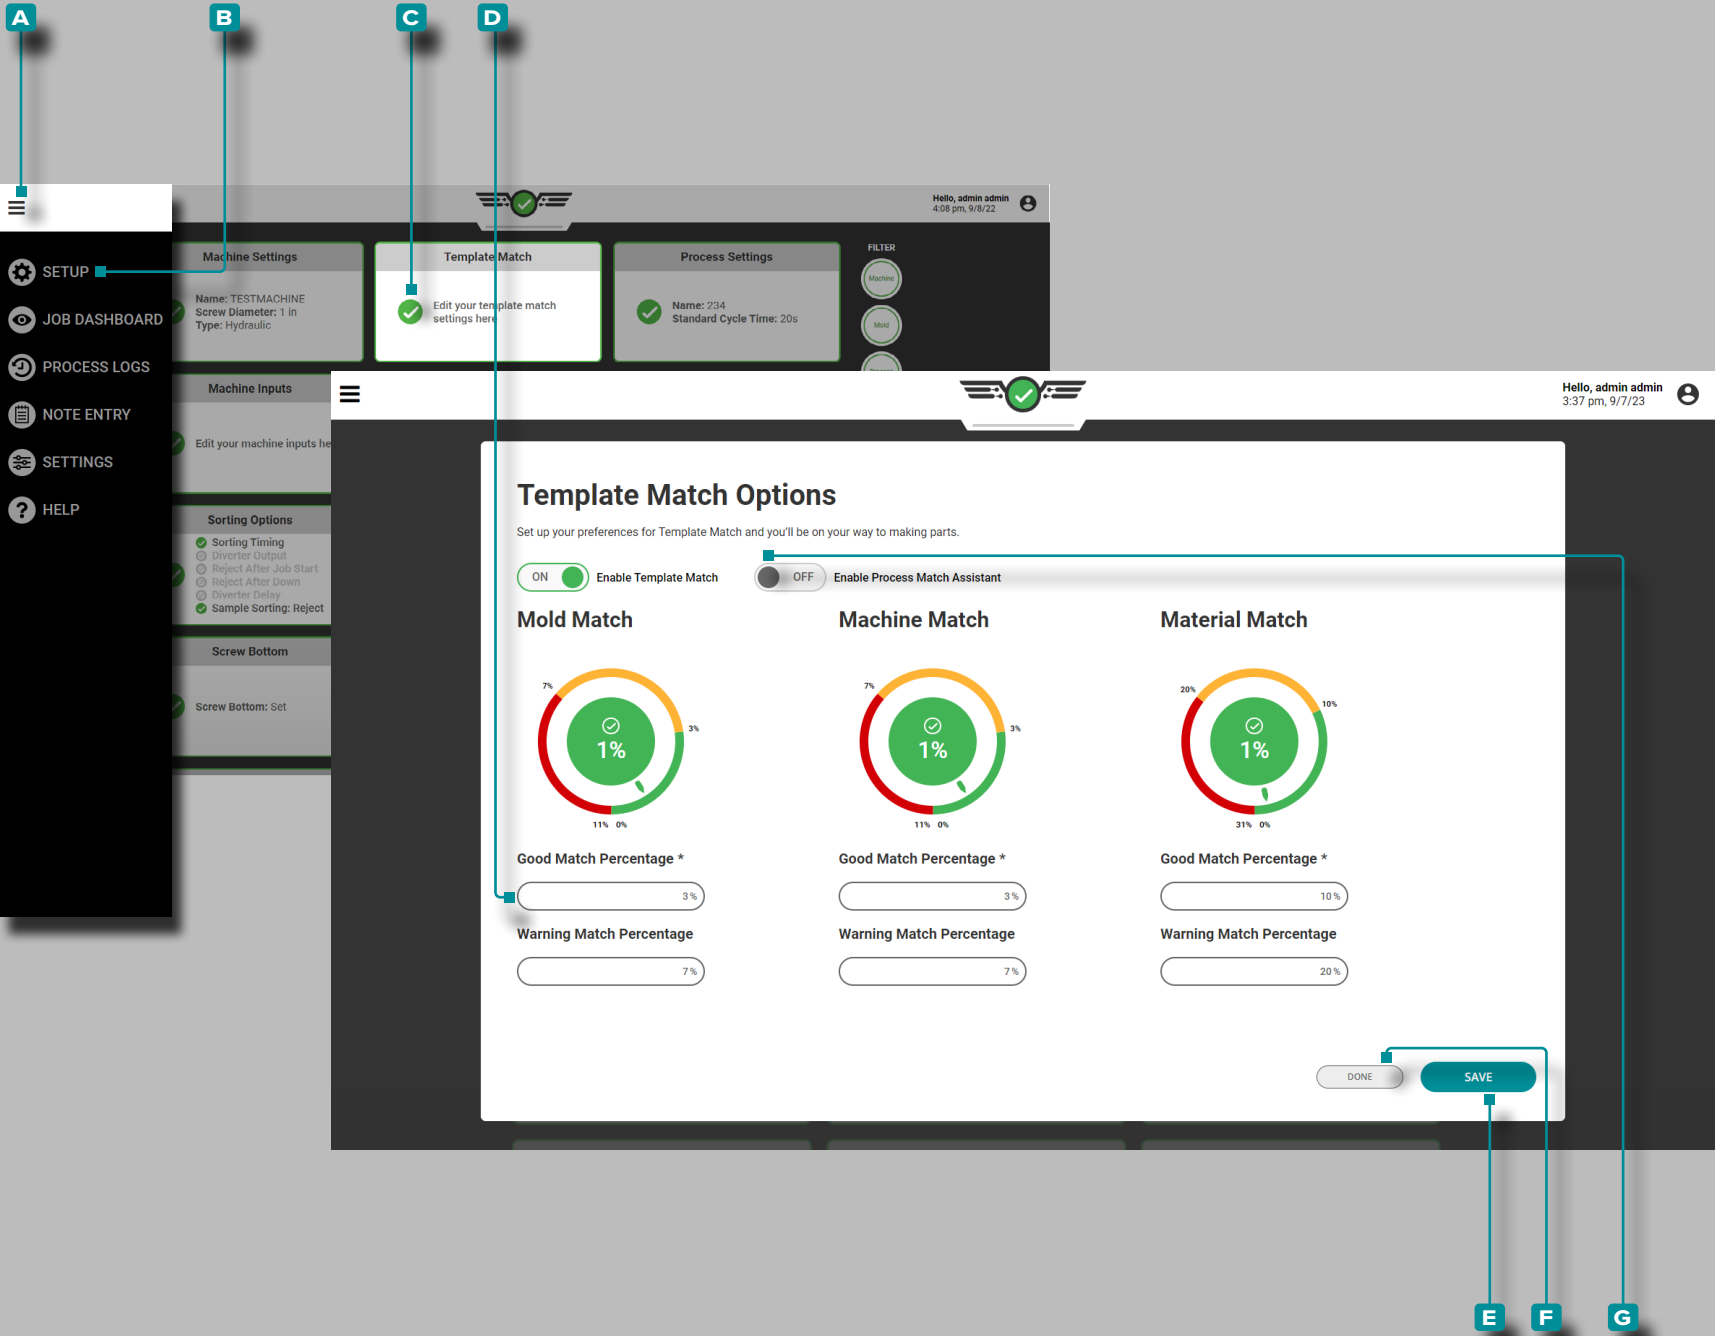 A
B
C
D
Hello, admin admin
4:08 pm, 9/8/22
SETUP
JOB DASHBOARD
PROCESS LOGS
NOTE ENTRY
SETTINGS
HELP
Machine Settings
Name: TESTMACHINE
Screw Diameter: 1 in
Type: Hydraulic
Template Match
Edit your template match
settings here
Process Settings
Name: 234
Standard Cycle Time: 20s
FILTER
Machine
Mold
Process
Machine Inputs
Edit your machine inputs he
Sorting Options
Sorting Timing
Diverter Output
Reject After Job Start
Reject After Down
Diverter Delay
Sample Sorting: Reject
Screw Bottom
Screw Bottom: Set
Hello, admin admin
3:37 pm, 9/7/23
Template Match Options
Set up your preferences for Template Match and you'll be on your way to making parts.
ON Enable Template Match
OFF Enable Process Match Assistant
Mold Match
7%
3%
1%
11% 0%
Good Match Percentage *
3%
Warning Match Percentage
7%
Machine Match
7%
3%
1%
11% 0%
Good Match Percentage *
3%
Warning Match Percentage
7%
Material Match
20%
10%
1%
31% 0%
Good Match Percentage *
10%
Warning Match Percentage
20%
DONE
SAVE
E
F
G